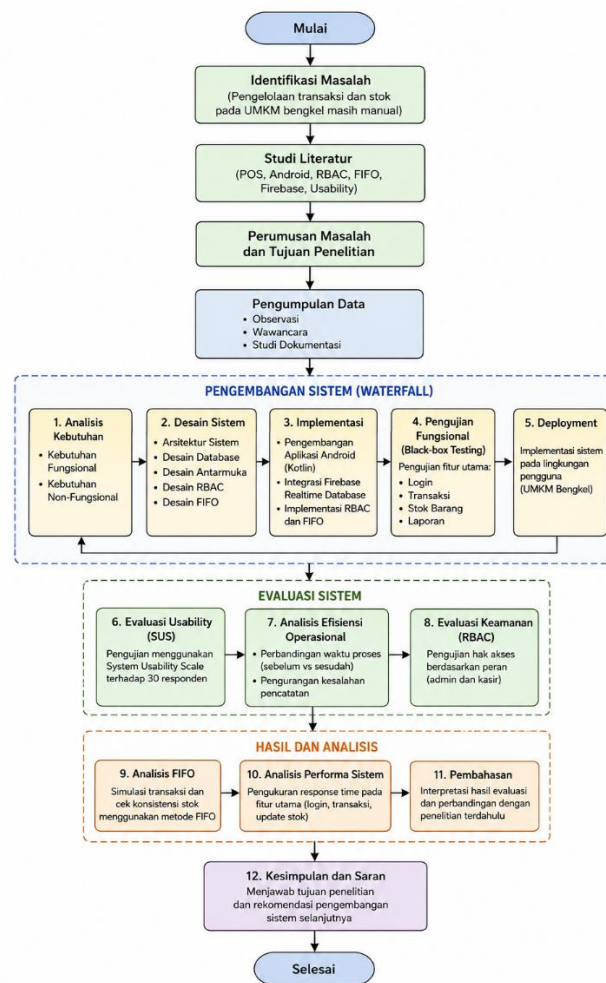 Mulai
Identifikasi Masalah
(Pengelolaan transaksi dan stok
pada UMKM bengkel masih manual)
Studi Literatur
(POS, Android, RBAC, FIFO,
Firebase, Usability)
Perumusan Masalah
dan Tujuan Penelitian
Pengumpulan Data
• Observasi
• Wawancara
• Studi Dokumentasi
PENGEMBANGAN SISTEM (WATERFALL)
1. Analisis
Kebutuhan
• Kebutuhan
Fungsional
• Kebutuhan
Non-Fungsional
2. Desain Sistem
• Arsitektur Sistem
• Desain Database
• Desain Antarmuka
• Desain RBAC
• Desain FIFO
3. Implementasi
• Pengembangan
Aplikasi Android
(Kotlin)
• Integrasi Firebase
Realtime Database
• Implementasi RBAC
dan FIFO
4. Pengujian
Fungsional
(Black-box Testing)
Pengujian fitur utama:
• Login
• Transaksi
• Stok Barang
• Laporan
5. Deployment
Implementasi sistem
pada lingkungan
pengguna
(UMKM Bengkel)
EVALUASI SISTEM
6. Evaluasi Usability
(SUS)
Pengujian menggunakan
System Usability Scale
terhadap 30 responden
7. Analisis Efisiensi
Operasional
• Perbandingan waktu proses
(sebelum vs sesudah)
• Pengurangan kesalahan
pencatatan
8. Evaluasi Keamanan
(RBAC)
Pengujian hak akses
berdasarkan peran
(admin dan kasir)
HASIL DAN ANALISIS
9. Analisis FIFO
Simulasi transaksi dan
cek konsistensi stok
menggunakan metode FIFO
10. Analisis Performa Sistem
Pengukuran response time pada
fitur utama (login, transaksi,
update stok)
11. Pembahasan
Interpretasi hasil evaluasi
dan perbandingan dengan
penelitian terdahulu
12. Kesimpulan dan Saran
Menjawab tujuan penelitian
dan rekomendasi pengembangan
sistem selanjutnya
Selesai